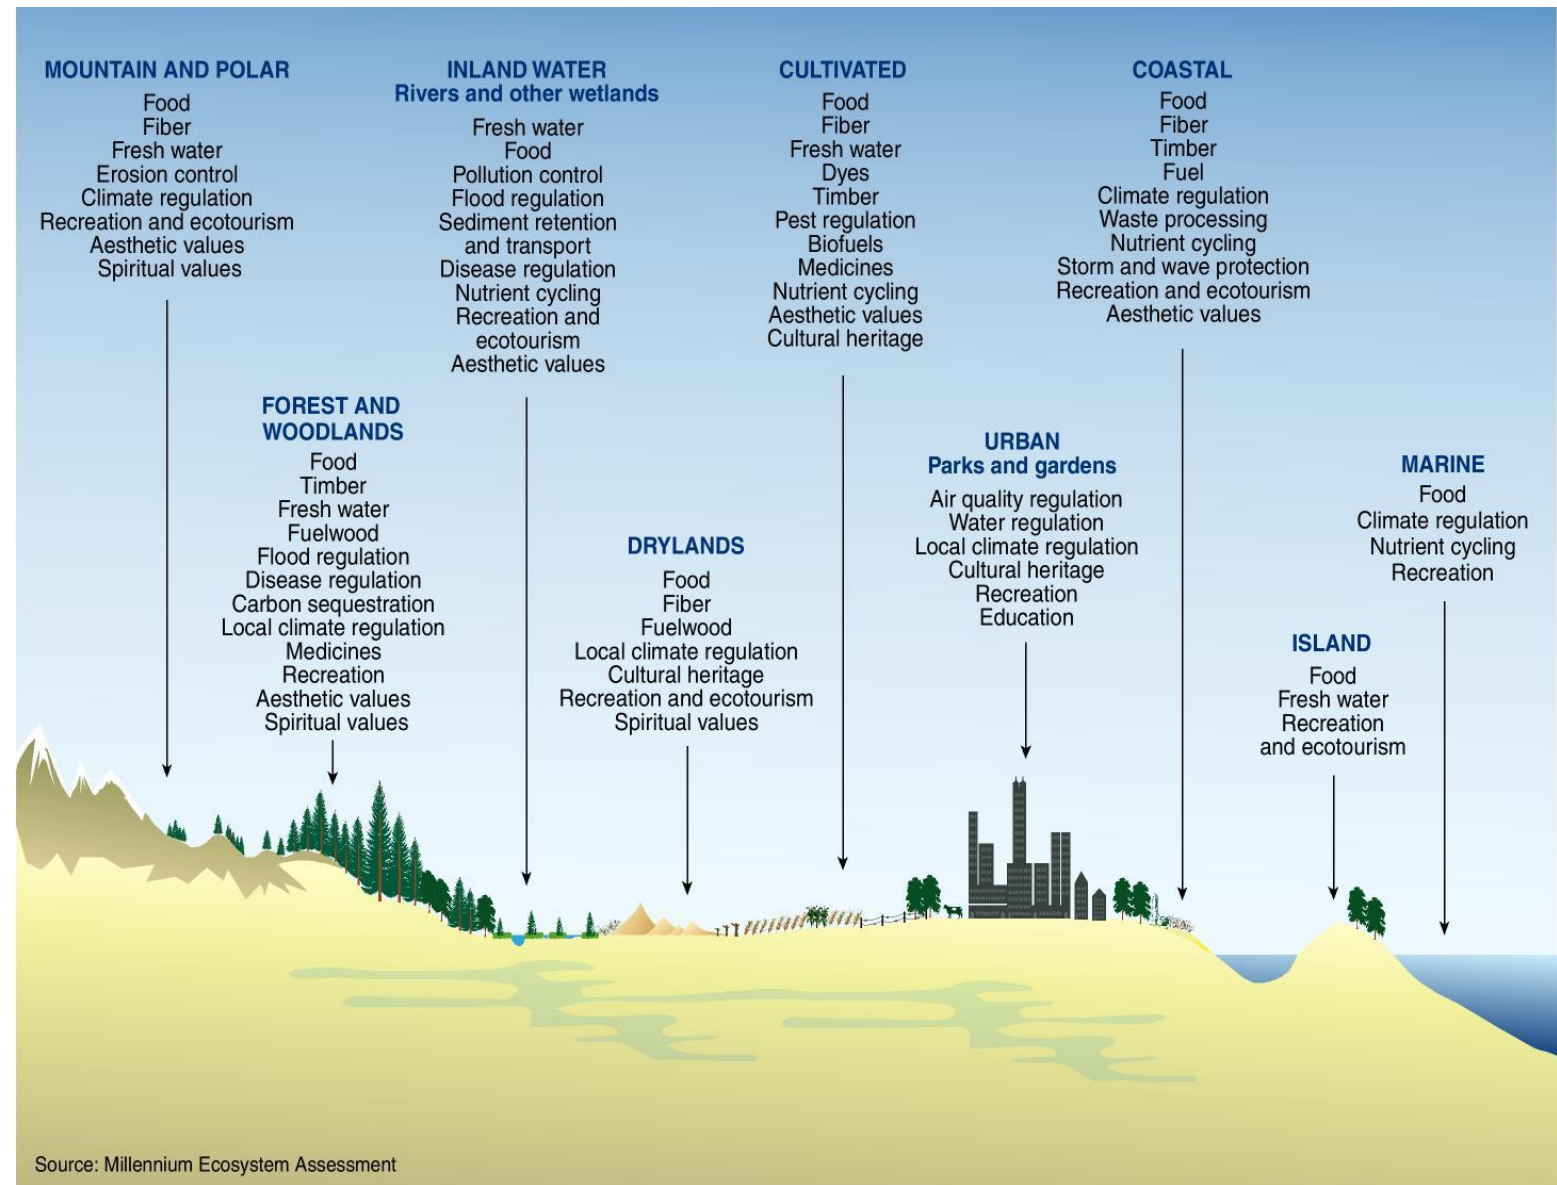 MOUNTAIN AND POLAR
Food
Fiber
Fresh water
Erosion control
Climate regulation
Recreation and ecotourism
Aesthetic values
Spiritual values
FOREST AND
WOODLANDS
Food
Timber
Fresh water
Fuelwood
Flood regulation
Disease regulation
Carbon sequestration
Local climate regulation
Medicines
Recreation
Aesthetic values
Spiritual values
INLAND WATER
Rivers and other wetlands
Fresh water
Food
Pollution control
Flood regulation
Sediment retention
and transport
Disease regulation
Nutrient cycling
Recreation and
ecotourism
Aesthetic values
DRYLANDS
Food
Fiber
Fuelwood
Local climate regulation
Cultural heritage
Recreation and ecotourism
Spiritual values
CULTIVATED
Food
Fiber
Fresh water
Dyes
Timber
Pest regulation
Biofuels
Medicines
Nutrient cycling
Aesthetic values
Cultural heritage
URBAN
Parks and gardens
Air quality regulation
Water regulation
Local climate regulation
Cultural heritage
Recreation
Education
COASTAL
Food
Fiber
Timber
Fuel
Climate regulation
Waste processing
Nutrient cycling
Storm and wave protection
Recreation and ecotourism
Aesthetic values
ISLAND
Food
Fresh water
Recreation
and ecotourism
MARINE
Food
Climate regulation
Nutrient cycling
Recreation
Source: Millennium Ecosystem Assessment